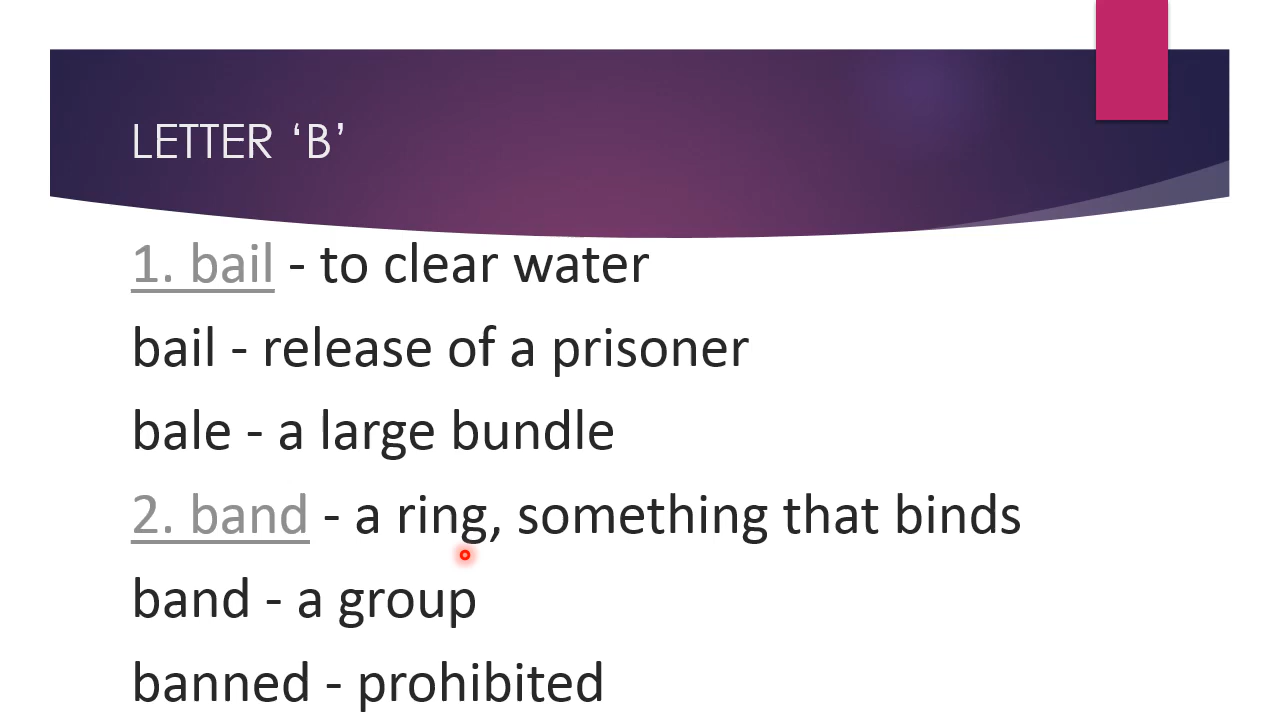 LETTER ‘B’
1. bail - to clear water
bail - release of a prisoner
bale - a large bundle
2. band - a ring, something that binds
band - a group
banned - prohibited